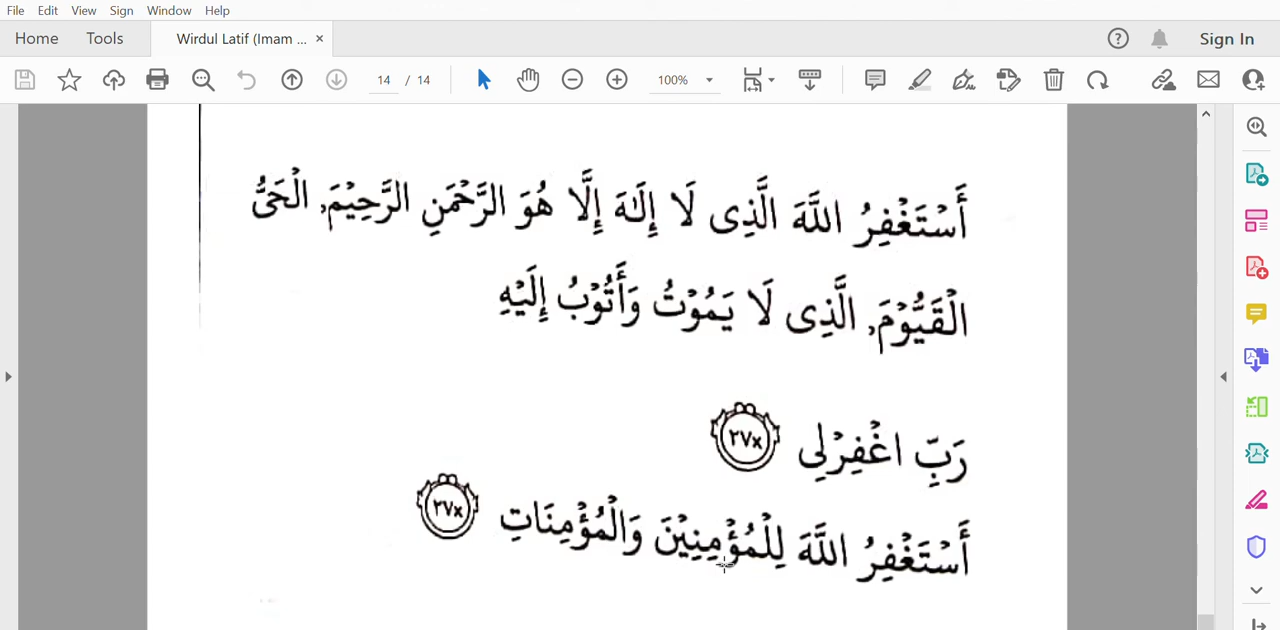 File Edit View Sign Window Help
Home Tools Wirdul Latif (Imam ... × ? Sign In
14 / 14 100%
أَسْتَغْفِرُ اللَّهَ الَّذِى لَا إِلَٰهَ إِلَّا هُوَ الرَّحْمَنِ الرَّحِيْمَ, الْحَىُّ
الْقَيُّوْمَ, الَّذِى لَا يَمُوْتُ وَأَتُوْبُ إِلَيْهِ
رَبِّ اغْفِرْلِى ٢٧x
أَسْتَغْفِرُ اللَّهَ لِلْمُؤْمِنِيْنَ وَالْمُؤْمِنَاتِ ٢٧x